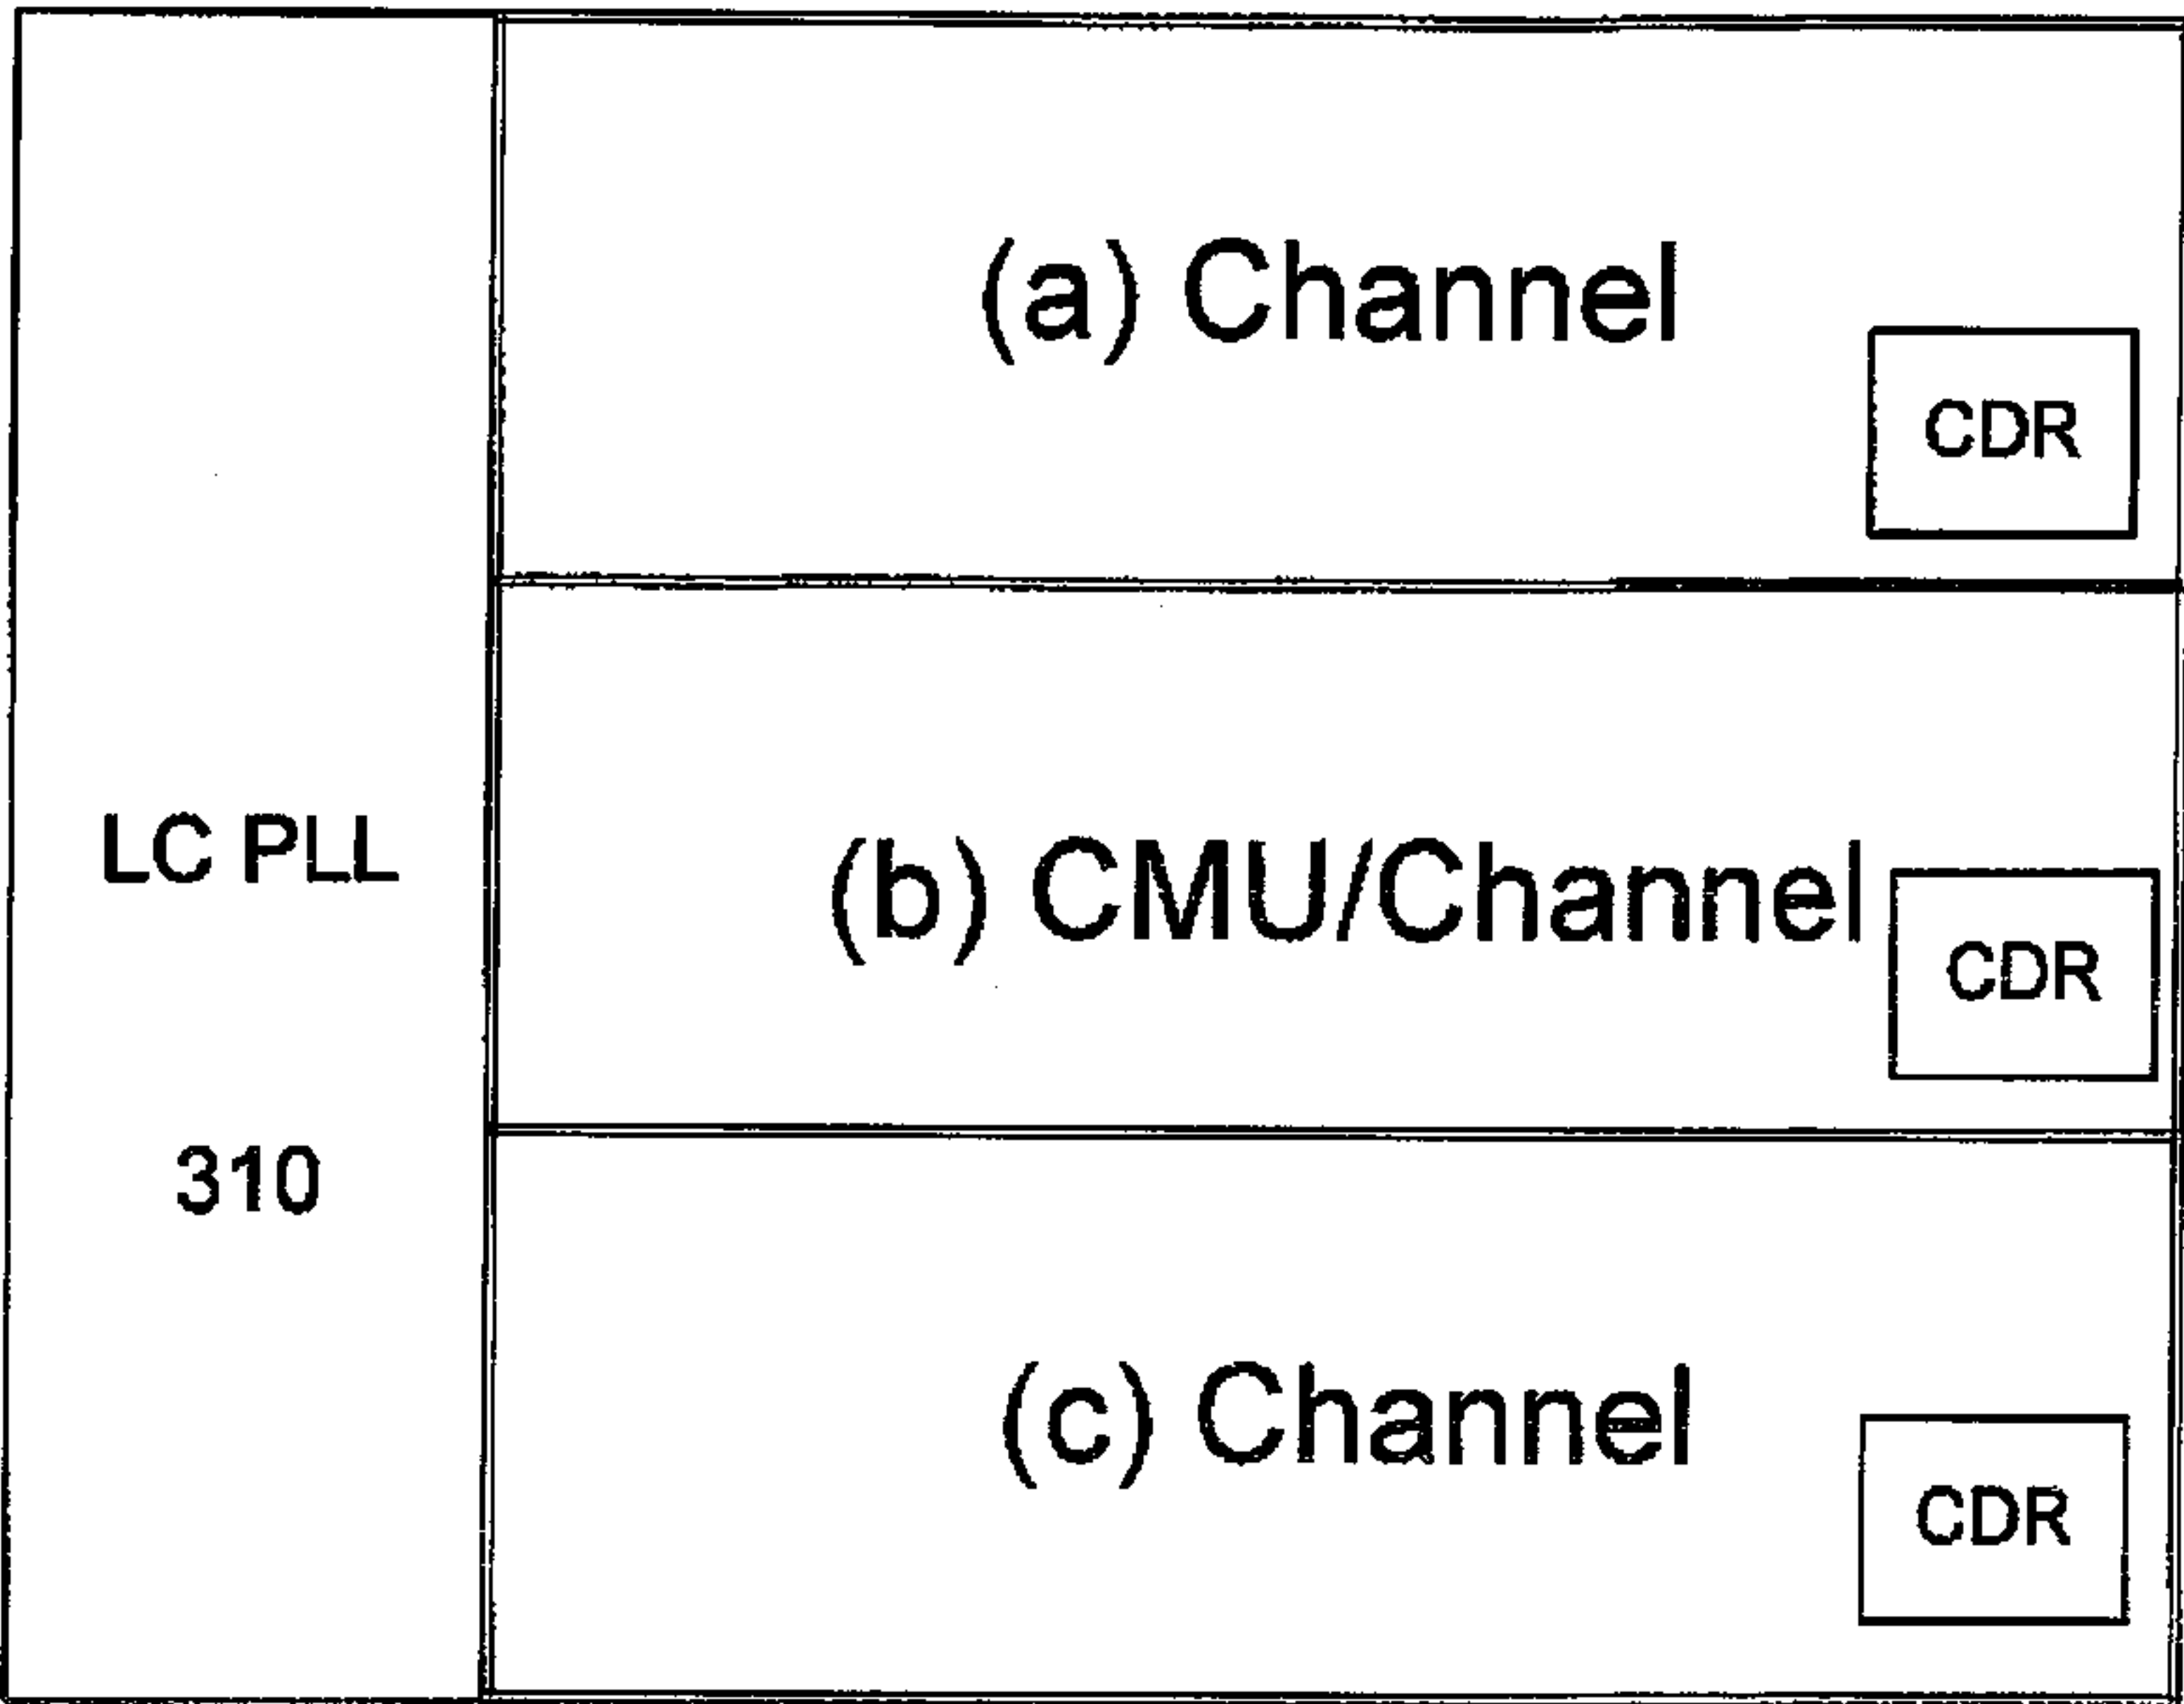 (a) Channel
CDR
LC PLL
310
(b) CMU/Channel
CDR
(c) Channel
CDR